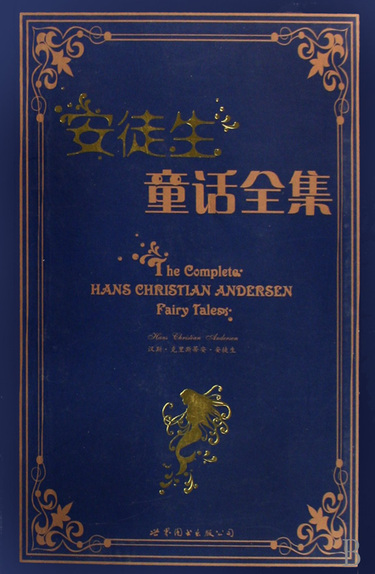 安徒生
童话全集
The Complete
HANS CHRISTIAN ANDERSEN
Fairy Tales
Hans Christian Andersen
汉斯·克里斯蒂安·安徒生
世界图书出版公司